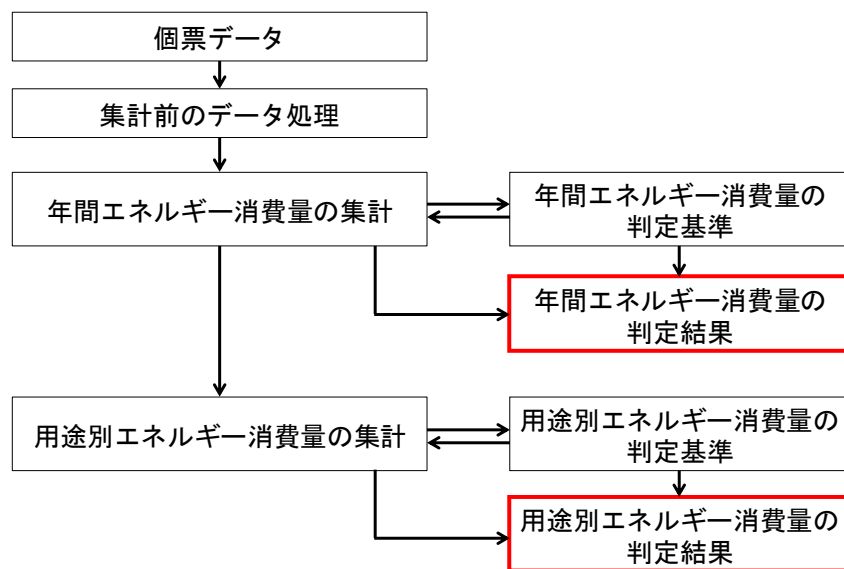 個票データ
集計前のデータ処理
年間エネルギー消費量の集計
年間エネルギー消費量の
判定基準
年間エネルギー消費量の
判定結果
用途別エネルギー消費量の集計
用途別エネルギー消費量の
判定基準
用途別エネルギー消費量の
判定結果